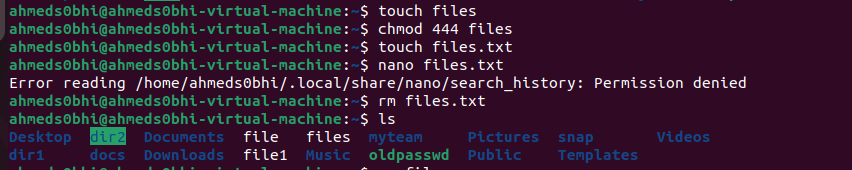 ahmeds0bhi@ahmeds0bhi-virtual-machine:~$ touch files
ahmeds0bhi@ahmeds0bhi-virtual-machine:~$ chmod 444 files
ahmeds0bhi@ahmeds0bhi-virtual-machine:~$ touch files.txt
ahmeds0bhi@ahmeds0bhi-virtual-machine:~$ nano files.txt
Error reading /home/ahmeds0bhi/.local/share/nano/search_history: Permission denied
ahmeds0bhi@ahmeds0bhi-virtual-machine:~$ rm files.txt
ahmeds0bhi@ahmeds0bhi-virtual-machine:~$ ls
Desktop dir2 Documents file files myteam Pictures snap Videos
dir1 docs Downloads file1 Music oldpasswd Public Templates